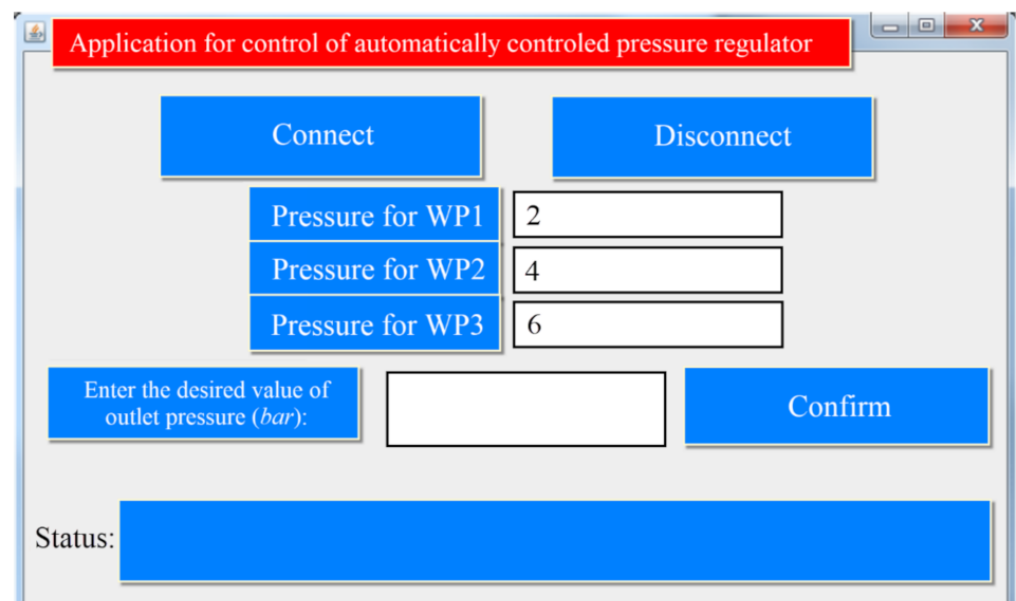 Application for control of automatically controled pressure regulator
Connect
Disconnect
Pressure for WP1
2
Pressure for WP2
4
Pressure for WP3
6
Enter the desired value of
outlet pressure (bar):
Confirm
Status: